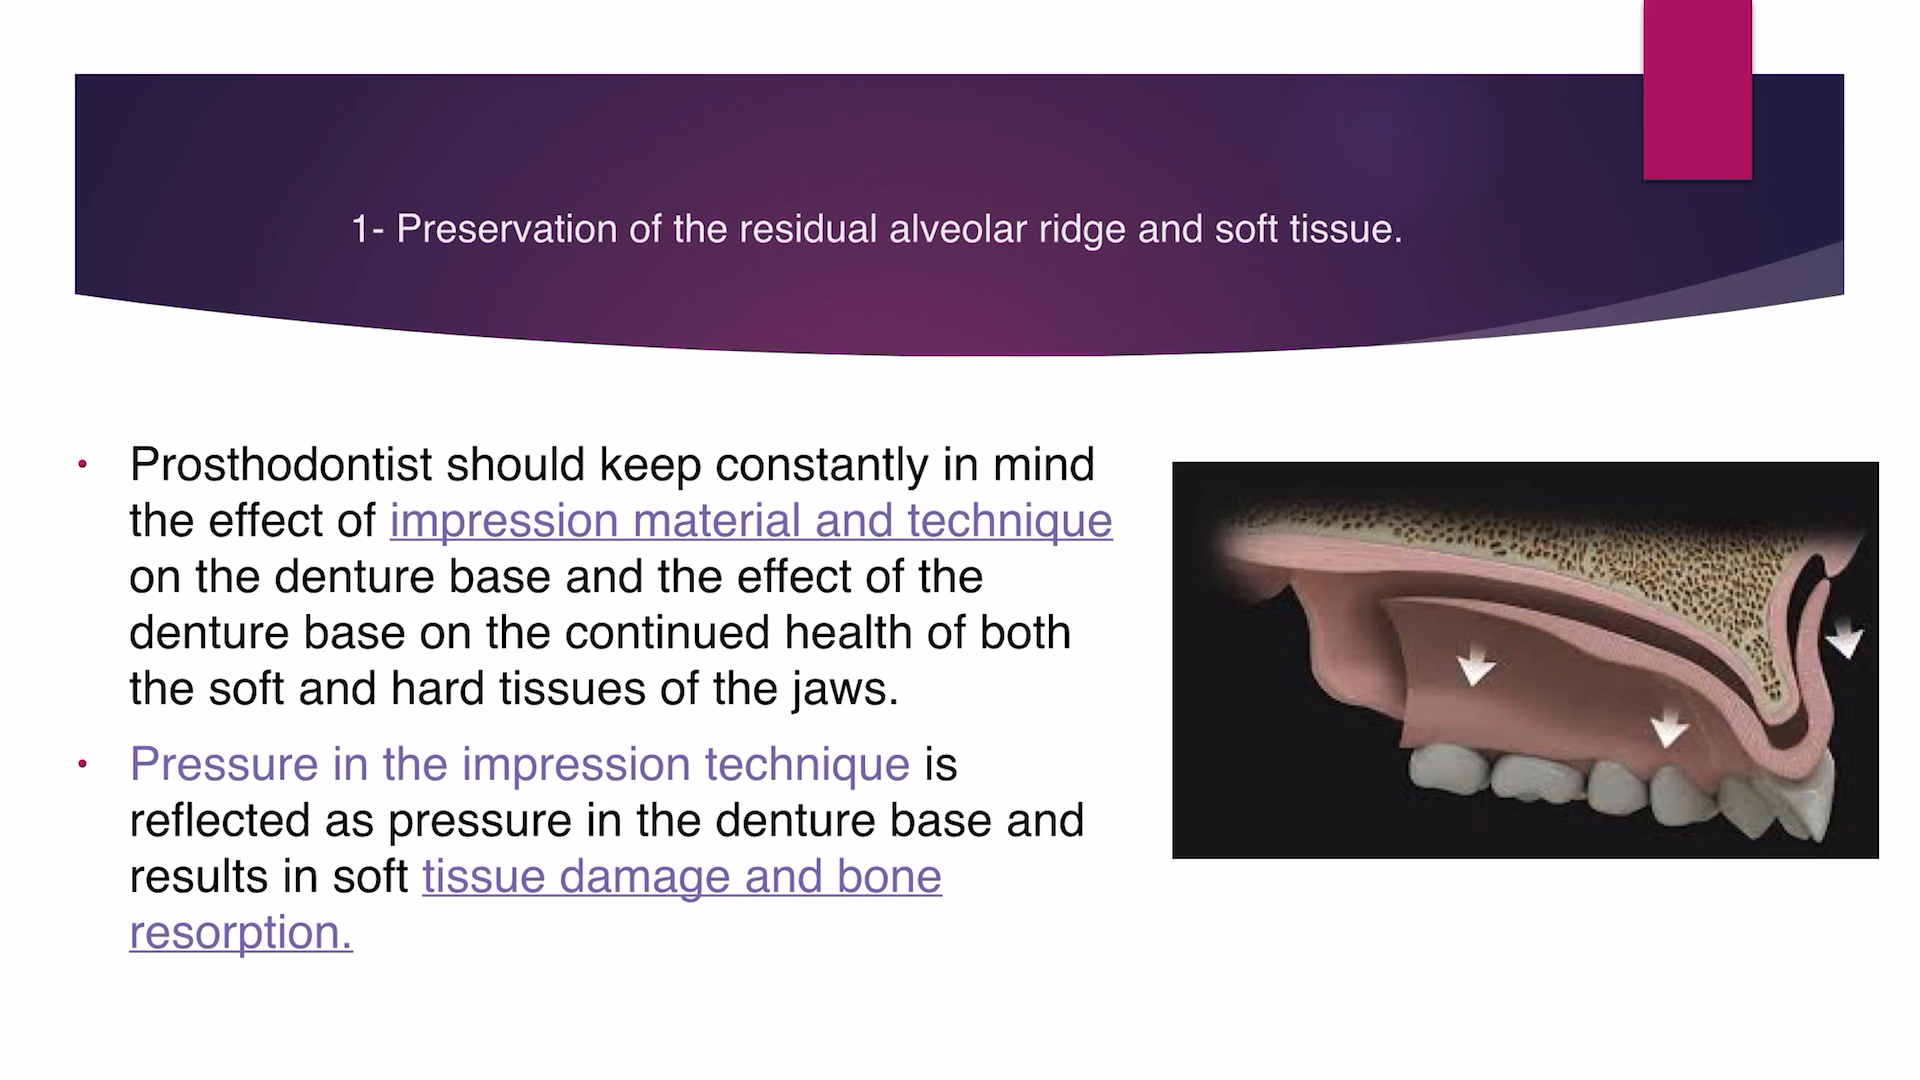 1- Preservation of the residual alveolar ridge and soft tissue.
• Prosthodontist should keep constantly in mind
the effect of impression material and technique
on the denture base and the effect of the
denture base on the continued health of both
the soft and hard tissues of the jaws.
• Pressure in the impression technique is
reflected as pressure in the denture base and
results in soft tissue damage and bone
resorption.